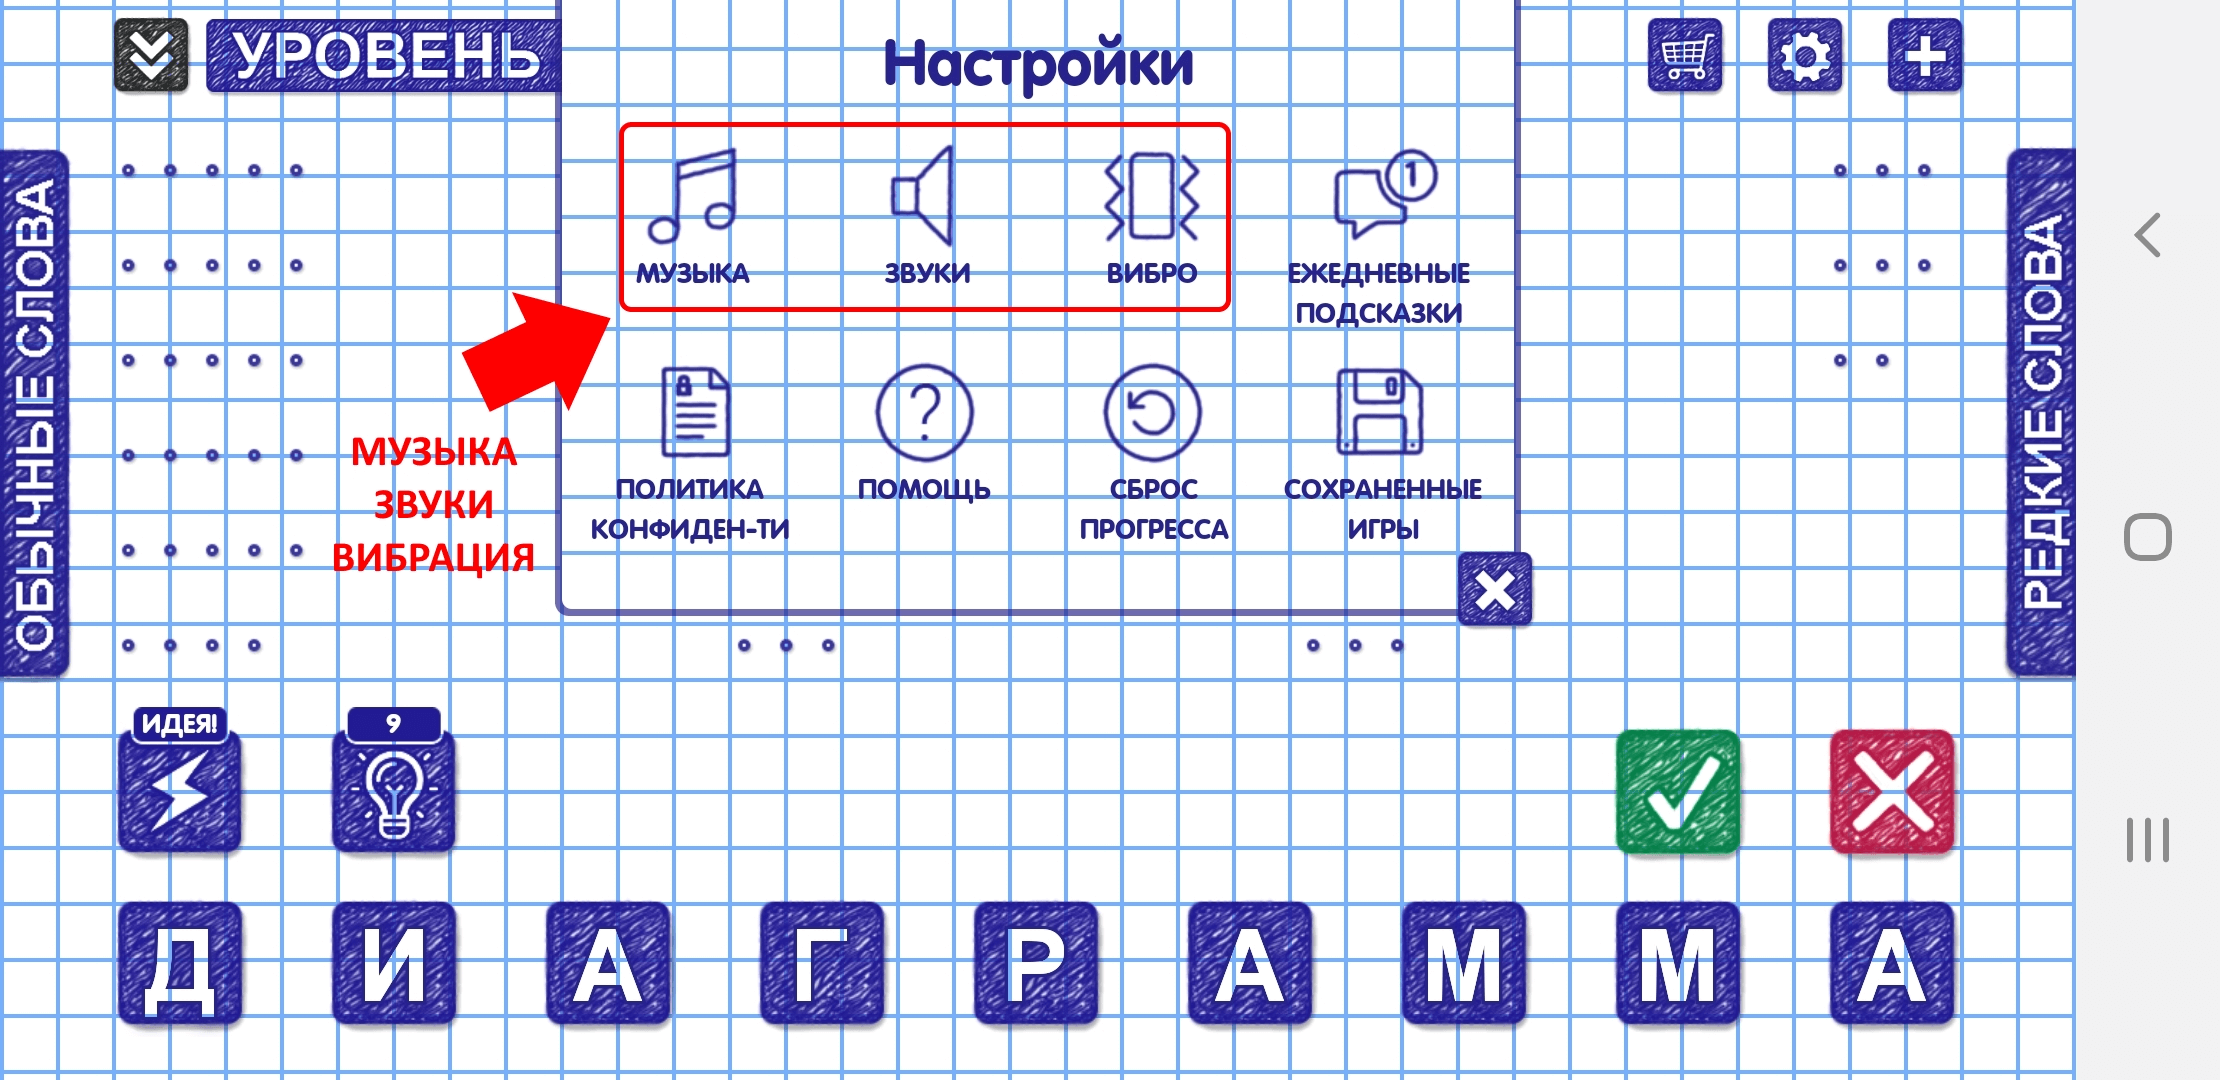 УРОВЕНЬ
Настройки
ОБЫЧНЫЕ СЛОВА
РЕДКИЕ СЛОВА
1
МУЗЫКА
ЗВУКИ
ВИБРО
ЕЖЕДНЕВНЫЕ
ПОДСКАЗКИ
МУЗЫКА
ЗВУКИ
ВИБРАЦИЯ
?
ПОЛИТИКА
КОНФИДЕН-ТИ
ПОМОЩЬ
СБРОС
ПРОГРЕССА
СОХРАНЕННЫЕ
ИГРЫ
ИДЕЯ!
9
Д И А Г Р А М М А